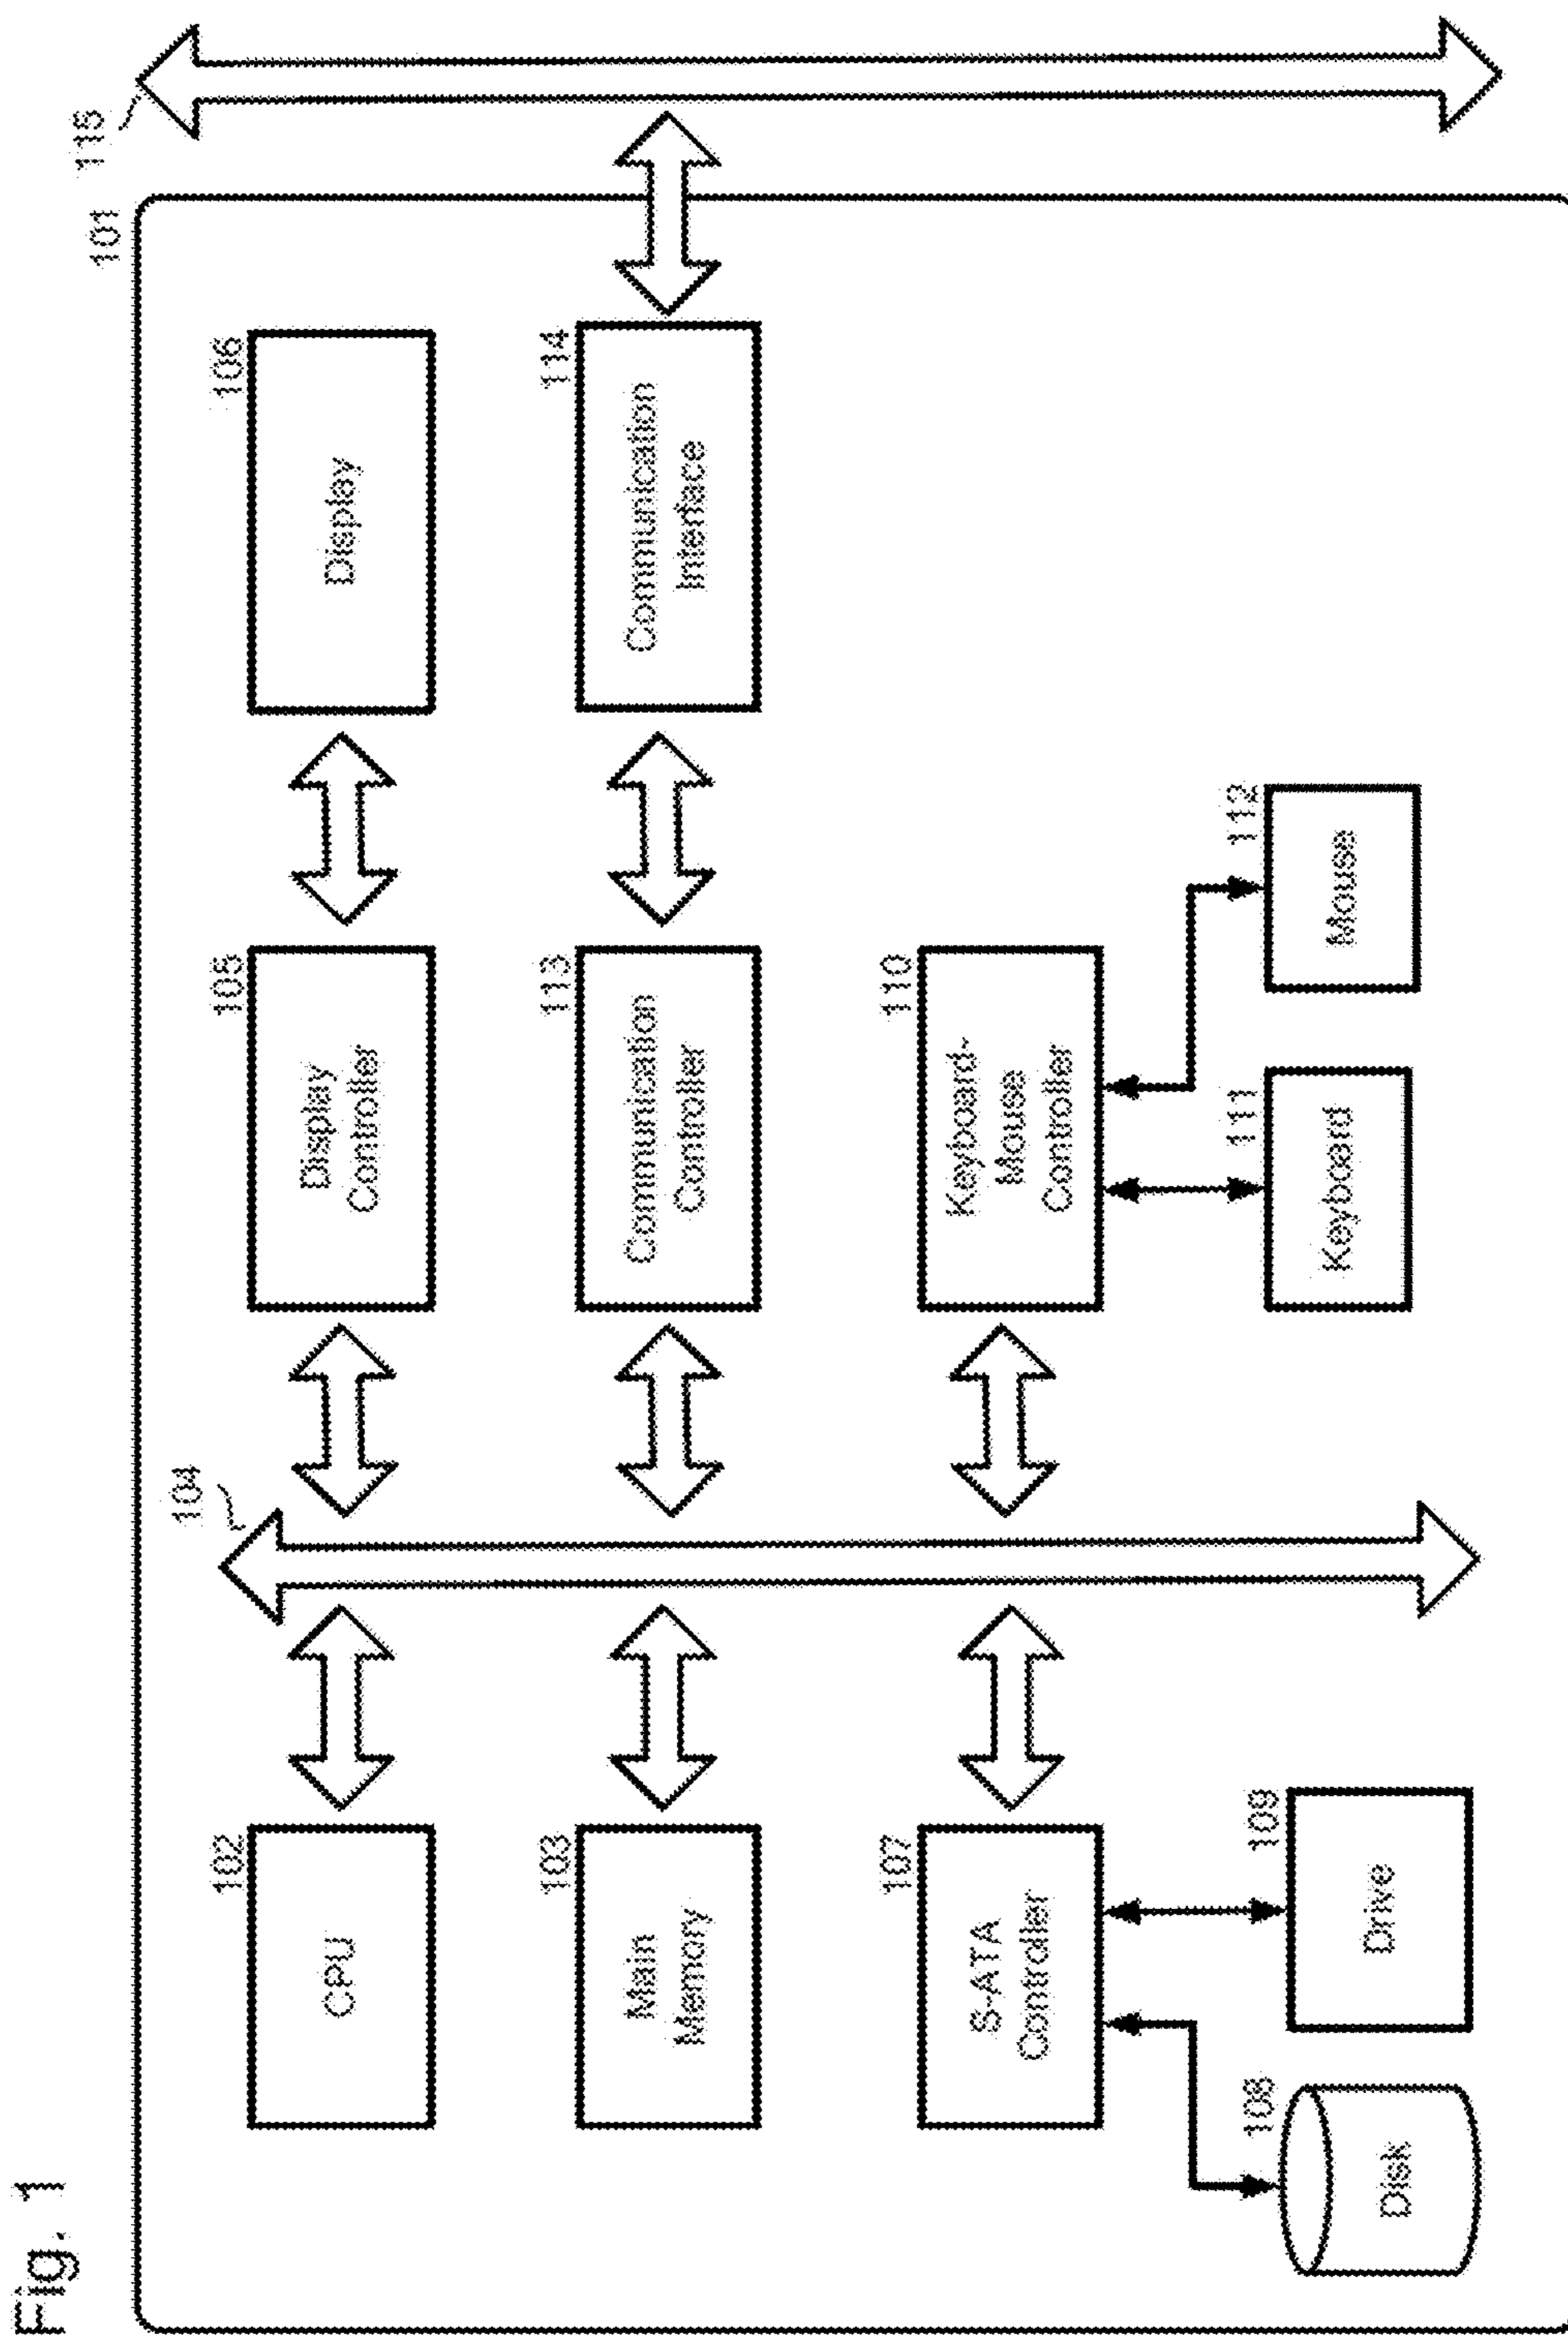 Fig. 1
101
115
102
CPU
104
105
Display
Controller
106
Display
103
Main
Memory
113
Communication
Controller
114
Communication
Interface
107
S-ATA
Controller
110
Keyboard-
Mouse
Controller
108
Disk
109
Drive
111
Keyboard
112
Mouse